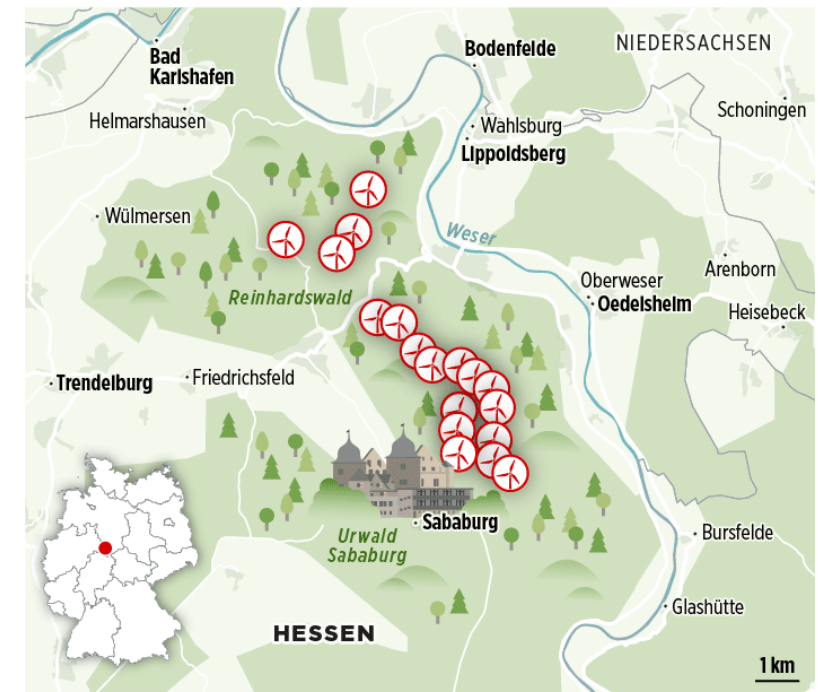 Bad
Karlshafen
Bodenfelde
NIEDERSACHSEN
Helmarshausen
Wahlsburg
Schoningen
Lippoldsberg
Wülmersen
Weser
Arenborn
Reinhardswald
Oberweser
Oedelsheim
Heisebeck
Trendelburg
Friedrichsfeld
Sababurg
Urwald
Sababurg
Bursfelde
Glashütte
HESSEN
1 km